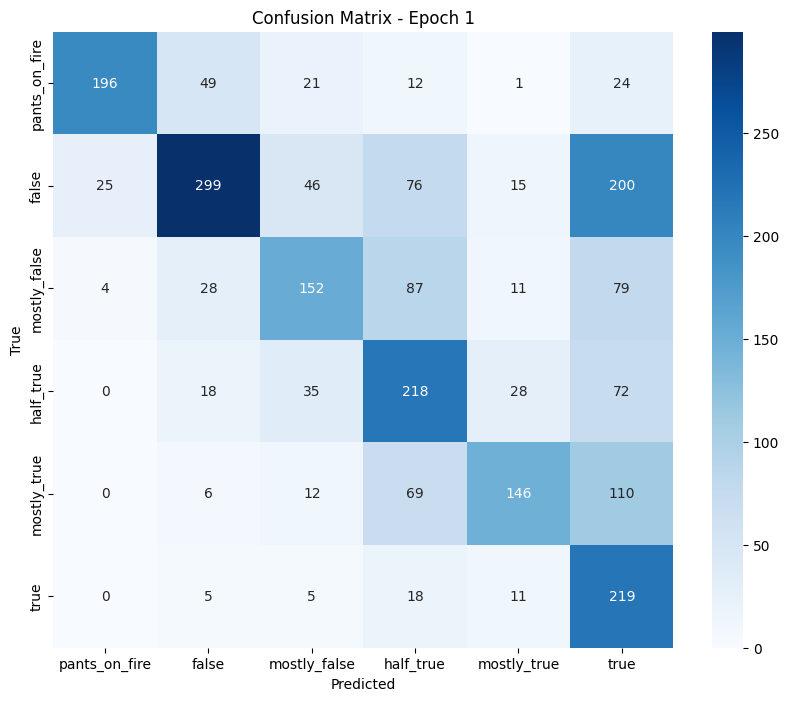 Confusion Matrix - Epoch 1
True
pants_on_fire 196 49 21 12 1 24
false 25 299 46 76 15 200
mostly_false 4 28 152 87 11 79
half_true 0 18 35 218 28 72
mostly_true 0 6 12 69 146 110
true 0 5 5 18 11 219
pants_on_fire false mostly_false half_true mostly_true true
Predicted
250
200
150
100
50
0